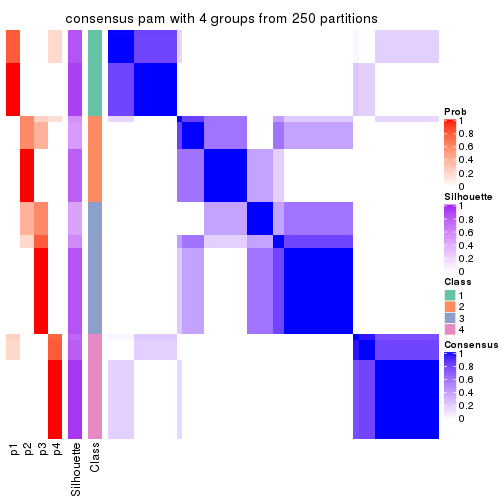 consensus pam with 4 groups from 250 partitions
Prob
1
0.8
0.6
0.4
0.2
0
Silhouette
1
0.8
0.6
0.4
0.2
0
Class
1
2
3
4
Consensus
1
0.8
0.6
0.4
0.2
0
p1
p2
p3
p4
Silhouette
Class